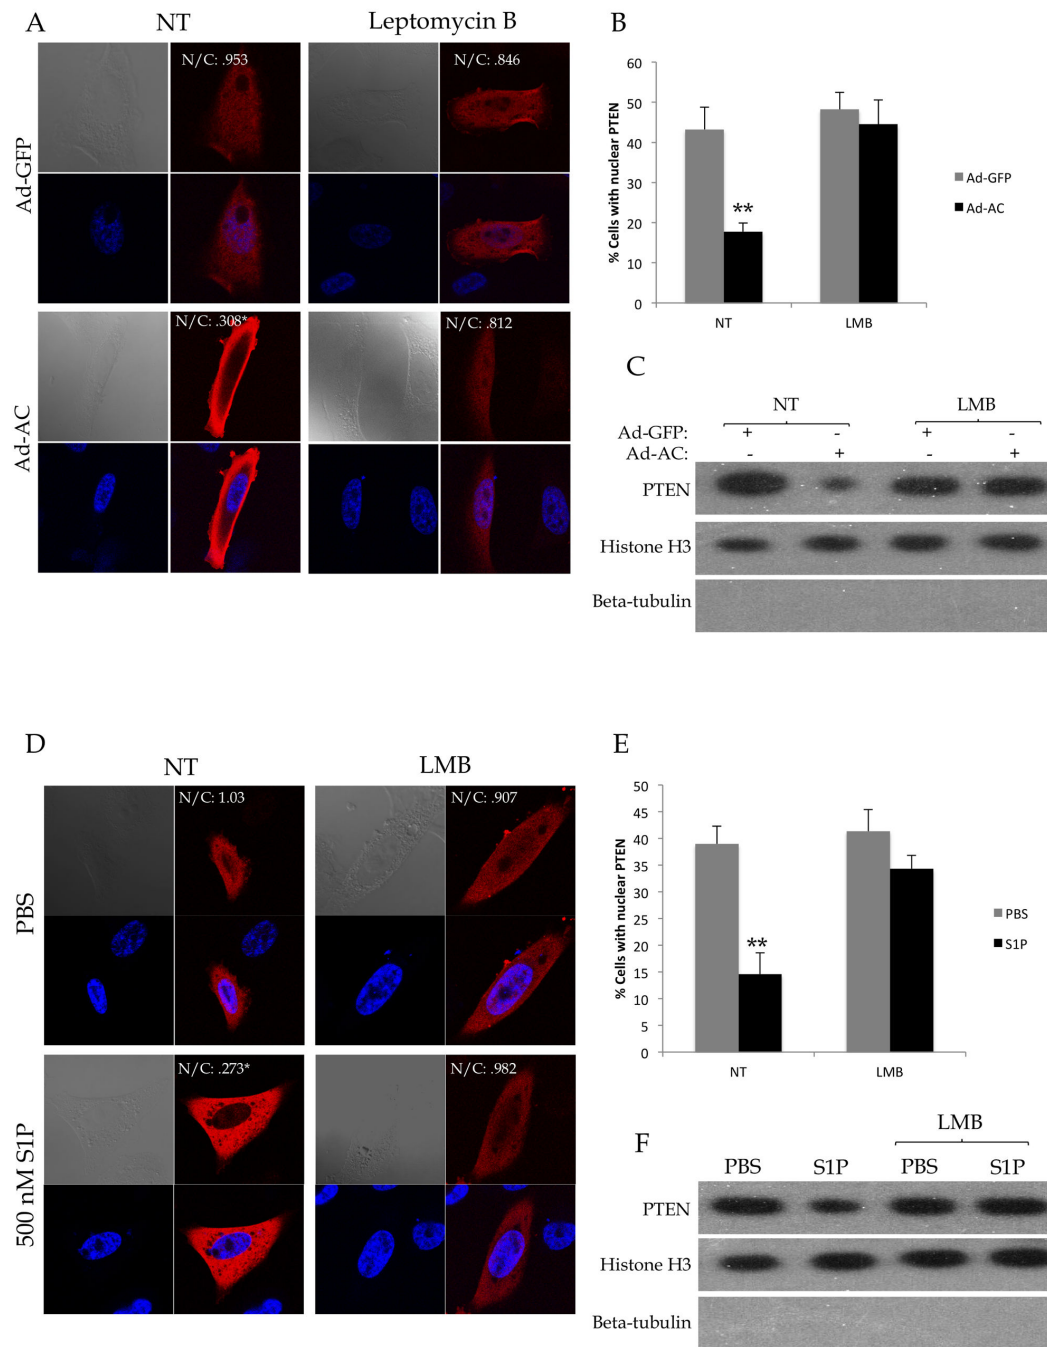 A
NT
Leptomycin B
Ad-GFP
N/C: .953
N/C: .846
Ad-AC
N/C: .308*
N/C: .812
B
% Cells with nuclear PTEN
60
50
40
30
20
10
0
**
NT
LMB
Ad-GFP
Ad-AC
C
NT
LMB
Ad-GFP: + - + -
Ad-AC: - + - +
PTEN
Histone H3
Beta-tubulin
D
NT
LMB
PBS
N/C: 1.03
N/C: .907
500 nM S1P
N/C: .273*
N/C: .982
E
% Cells with nuclear PTEN
50
45
40
35
30
25
20
15
10
5
0
**
NT
LMB
PBS
S1P
F
LMB
PBS S1P PBS S1P
PTEN
Histone H3
Beta-tubulin